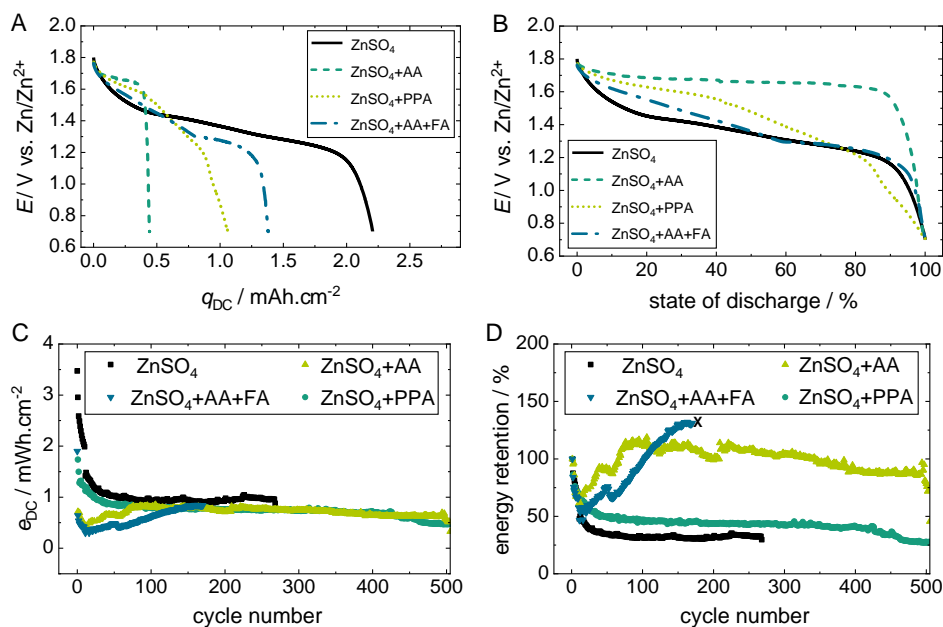 A
E / V vs. Zn/Zn2+
2.0
1.8
1.6
1.4
1.2
1.0
0.8
0.6
ZnSO4
ZnSO4+AA
ZnSO4+PPA
ZnSO4+AA+FA
0.0 0.5 1.0 1.5 2.0 2.5
qDC / mAh.cm-2
B
E / V vs. Zn/Zn2+
2.0
1.8
1.6
1.4
1.2
1.0
0.8
0.6
ZnSO4
ZnSO4+AA
ZnSO4+PPA
ZnSO4+AA+FA
0 20 40 60 80 100
state of discharge / %
C
eDC / mWh.cm-2
4
3
2
1
0
ZnSO4 ZnSO4+AA
ZnSO4+AA+FA ZnSO4+PPA
0 100 200 300 400 500
cycle number
D
energy retention / %
200
150
100
50
0
ZnSO4 ZnSO4+AA
ZnSO4+AA+FA ZnSO4+PPA
x
0 100 200 300 400 500
cycle number